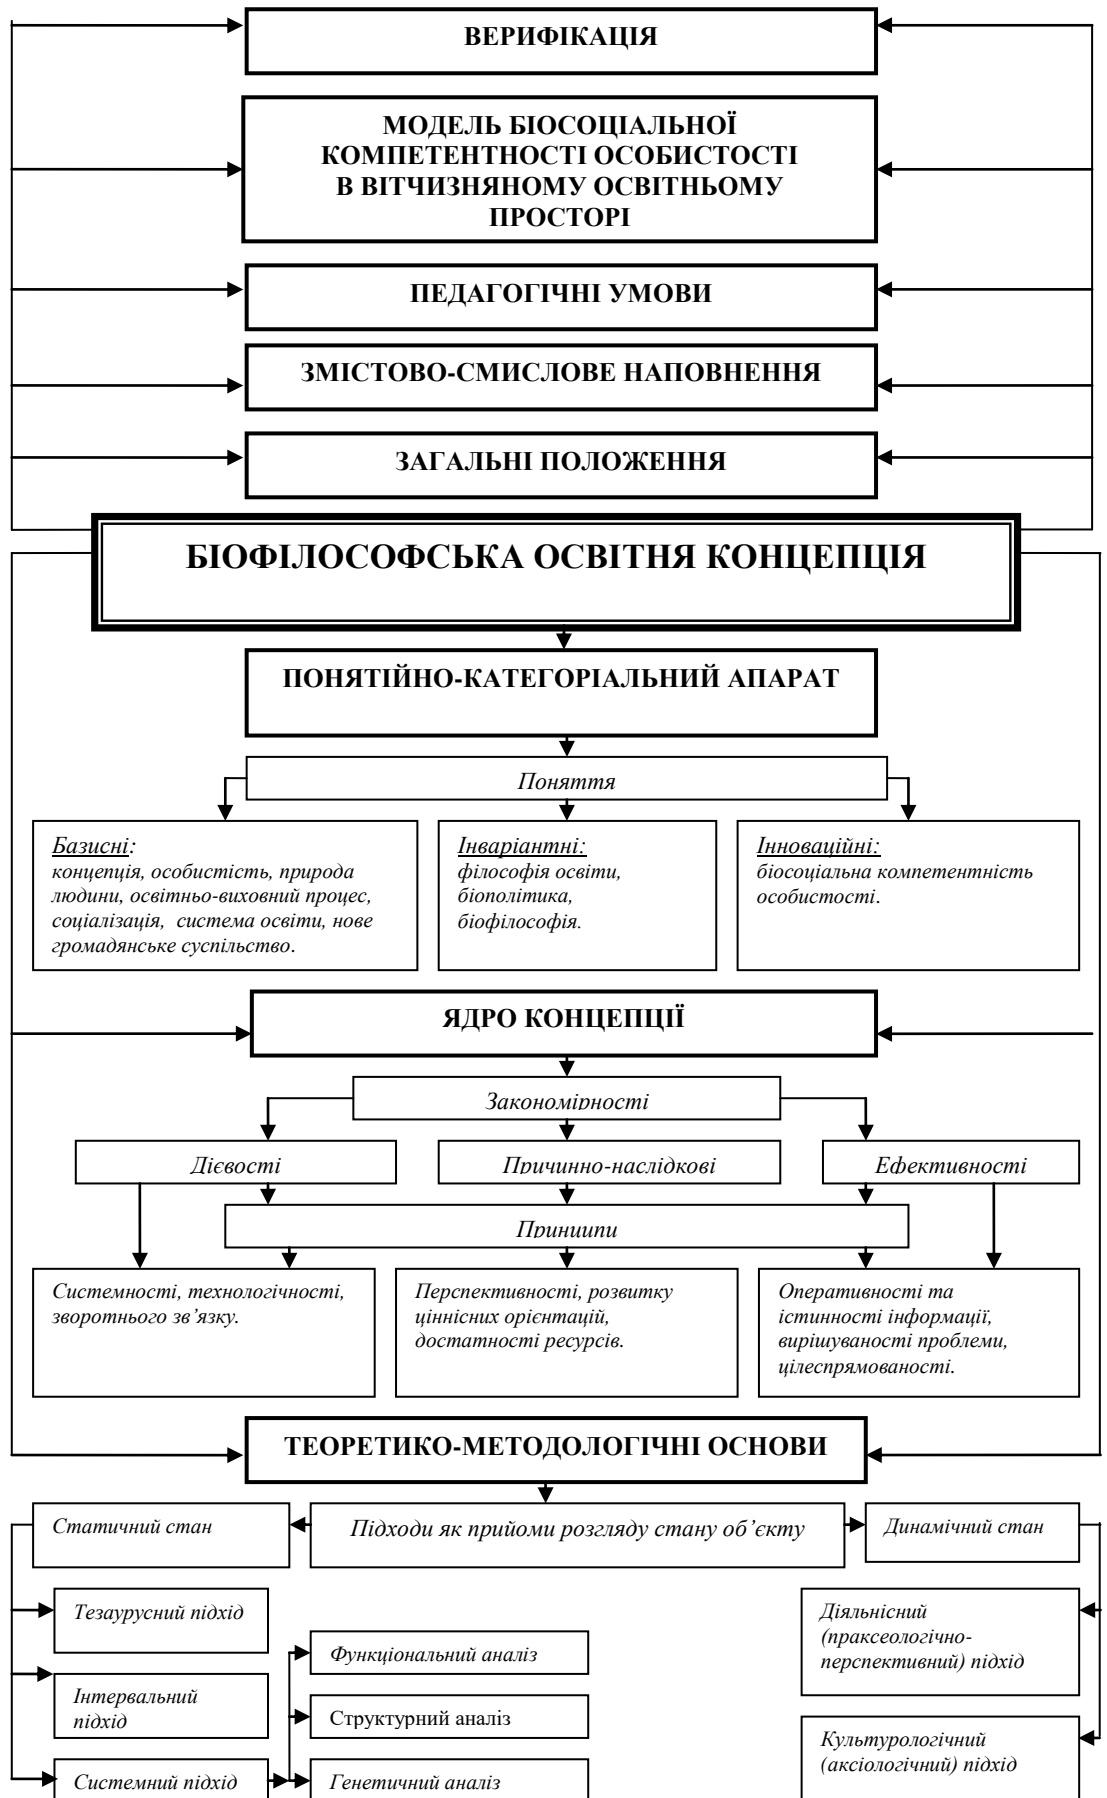 ВЕРИФІКАЦІЯ
МОДЕЛЬ БІОСОЦІАЛЬНОЇ
КОМПЕТЕНТНОСТІ ОСОБИСТОСТІ
В ВІТЧИЗНЯНОМУ ОСВІТНЬОМУ
ПРОСТОРІ
ПЕДАГОГІЧНІ УМОВИ
ЗМІСТОВО-СМИСЛОВЕ НАПОВНЕННЯ
ЗАГАЛЬНІ ПОЛОЖЕННЯ
БІОФІЛОСОФСЬКА ОСВІТНЯ КОНЦЕПЦІЯ
ПОНЯТІЙНО-КАТЕГОРІАЛЬНИЙ АПАРАТ
Поняття
Базисні:
концепція, особистість, природа
людини, освітньо-виховний процес,
соціалізація, система освіти, нове
громадянське суспільство.
Інваріантні:
філософія освіти,
біополітика,
біофілософія.
Інноваційні:
біосоціальна компетентність
особистості.
ЯДРО КОНЦЕПЦІЇ
Закономірності
Дієвості
Причинно-наслідкові
Ефективності
Принципи
Системності, технологічності,
зворотнього зв’язку.
Перспективності, розвитку
ціннісних орієнтацій,
достатності ресурсів.
Оперативності та
істинності інформації,
вирішуваності проблеми,
цілеспрямованості.
ТЕОРЕТИКО-МЕТОДОЛОГІЧНІ ОСНОВИ
Статичний стан
Підходи як прийоми розгляду стану об’єкту
Динамічний стан
Тезаурусний підхід
Інтервальний
підхід
Системний підхід
Функціональний аналіз
Структурний аналіз
Генетичний аналіз
Діяльнісний
(праксеологічно-
перспективний) підхід
Культурологічний
(аксіологічний) підхід